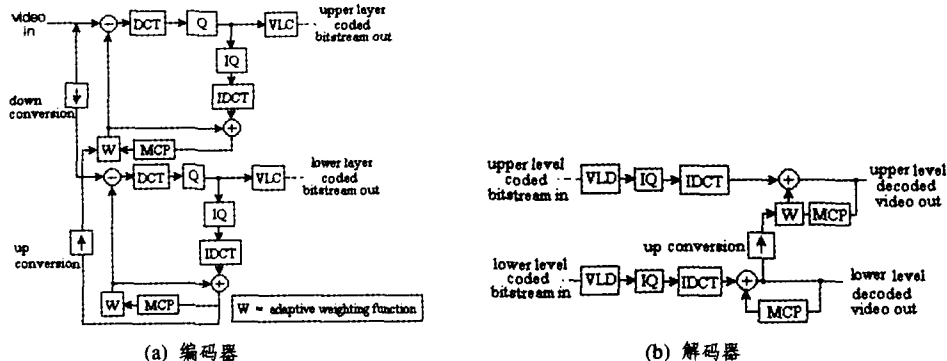 video
in
DCT
Q
VLC
upper layer
coded
bitstream out
IQ
down
conversion
IDCT
W
MCP
DCT
Q
VLC
lower layer
coded
bitstream out
IQ
up
conversion
IDCT
W
MCP
W = adaptive weighting function
(a) 编码器
upper level
coded
bitstream in
VLD
IQ
IDCT
upper level
decoded
video out
W
MCP
up conversion
lower level
coded
bitstream in
VLD
IQ
IDCT
lower level
decoded
video out
MCP
(b) 解码器